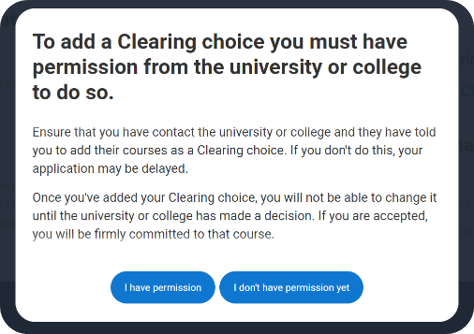 To add a Clearing choice you must have
permission from the university or college
to do so.
Ensure that you have contact the university or college and they have told
you to add their courses as a Clearing choice. If you don't do this, your
application may be delayed.
Once you've added your Clearing choice, you will not be able to change it
until the university or college has made a decision. If you are accepted,
you will be firmly committed to that course.
I have permission
I don't have permission yet